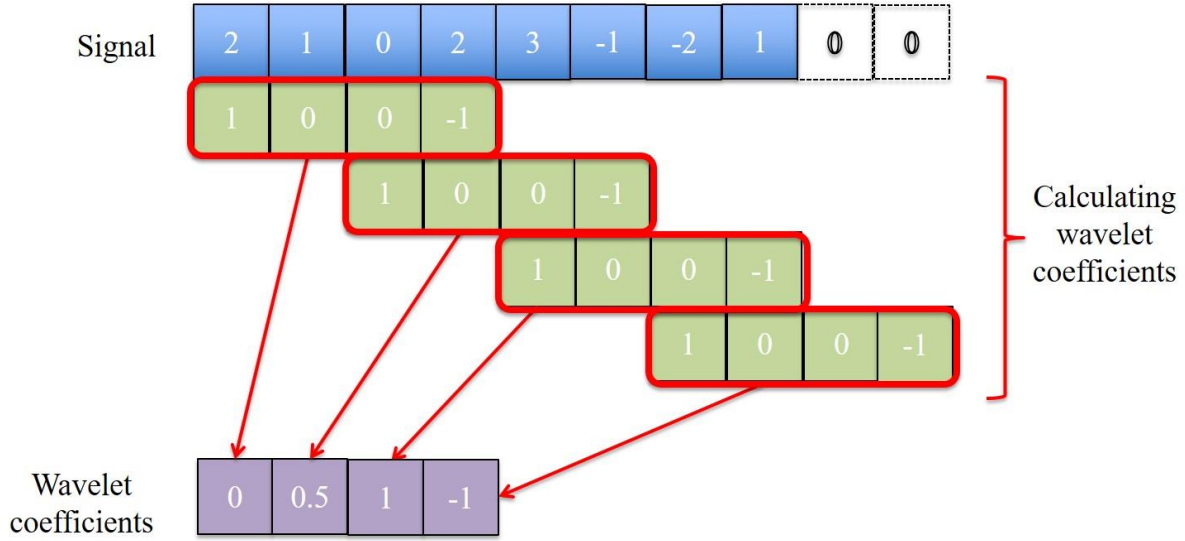 Signal 2 1 0 2 3 -1 -2 1 0 0
1 0 0 -1
1 0 0 -1
1 0 0 -1
1 0 0 -1
Calculating
wavelet
coefficients
Wavelet
coefficients
0 0.5 1 -1